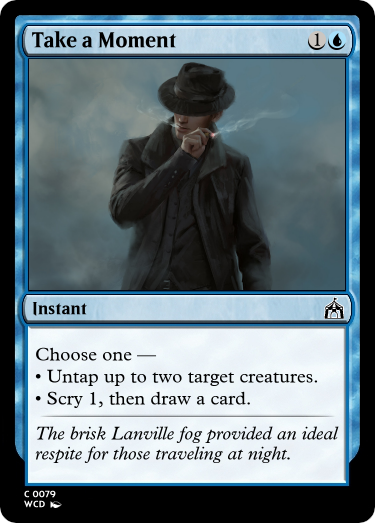 Take a Moment 1
Instant
Choose one —
• Untap up to two target creatures.
• Scry 1, then draw a card.
The brisk Lanville fog provided an ideal
respite for those traveling at night.
C 0079
WCD